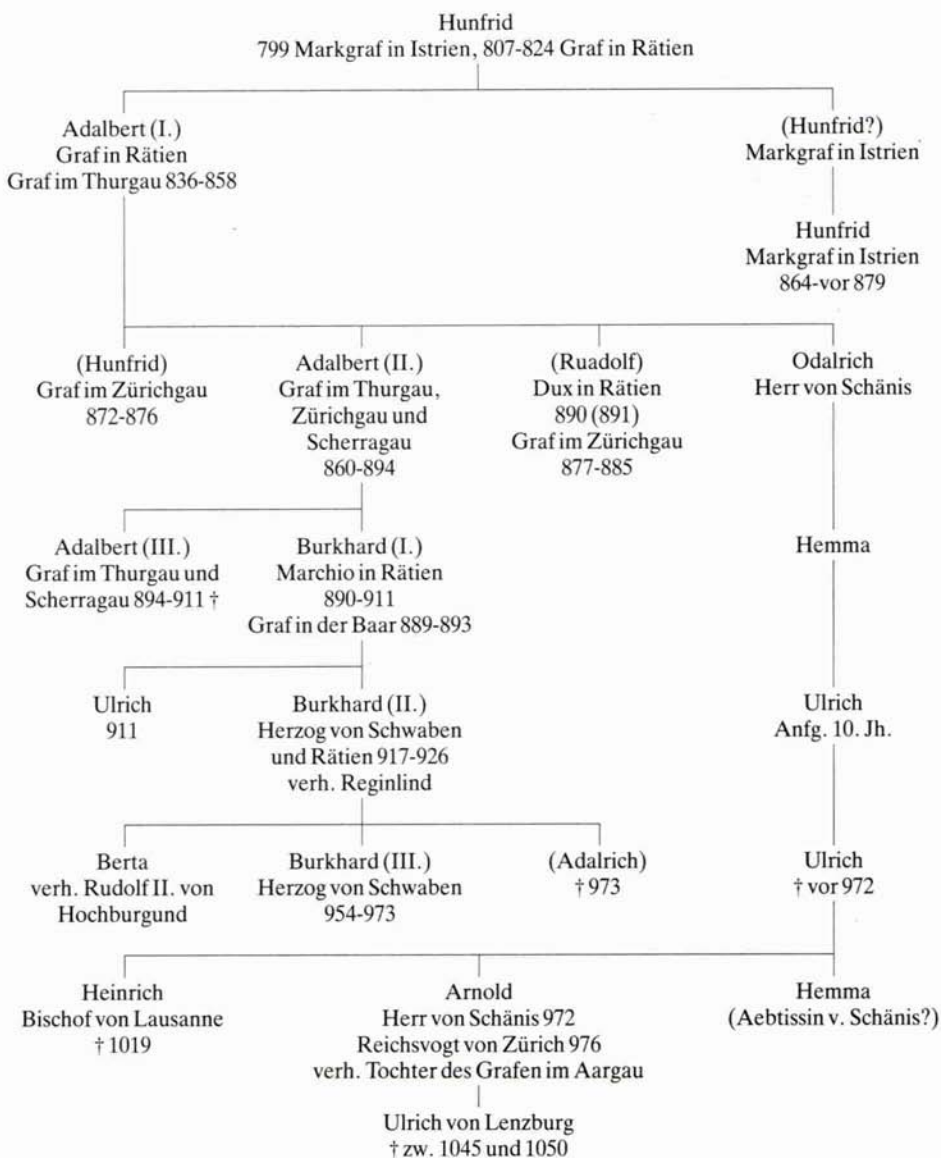 Hunfrid
799 Markgraf in Istrien, 807-824 Graf in Rätien
Adalbert (I.)
Graf in Rätien
Graf im Thurgau 836-858
(Hunfrid?)
Markgraf in Istrien
Hunfrid
Markgraf in Istrien
864-vor 879
(Hunfrid)
Graf im Zürichgau
872-876
Adalbert (II.)
Graf im Thurgau,
Zürichgau und
Scherragau
860-894
(Ruadolf)
Dux in Rätien
890 (891)
Graf im Zürichgau
877-885
Odalrich
Herr von Schänis
Adalbert (III.)
Graf im Thurgau und
Scherragau 894-911 †
Burkhard (I.)
Marchio in Rätien
890-911
Graf in der Baar 889-893
Hemma
Ulrich
911
Burkhard (II.)
Herzog von Schwaben
und Rätien 917-926
verh. Reginlind
Ulrich
Anfg. 10. Jh.
Berta
verh. Rudolf II. von
Hochburgund
Burkhard (III.)
Herzog von Schwaben
954-973
(Adalrich)
† 973
Ulrich
† vor 972
Heinrich
Bischof von Lausanne
† 1019
Arnold
Herr von Schänis 972
Reichsvogt von Zürich 976
verh. Tochter des Grafen im Aargau
Hemma
(Aebtissin v. Schänis?)
Ulrich von Lenzburg
† zw. 1045 und 1050